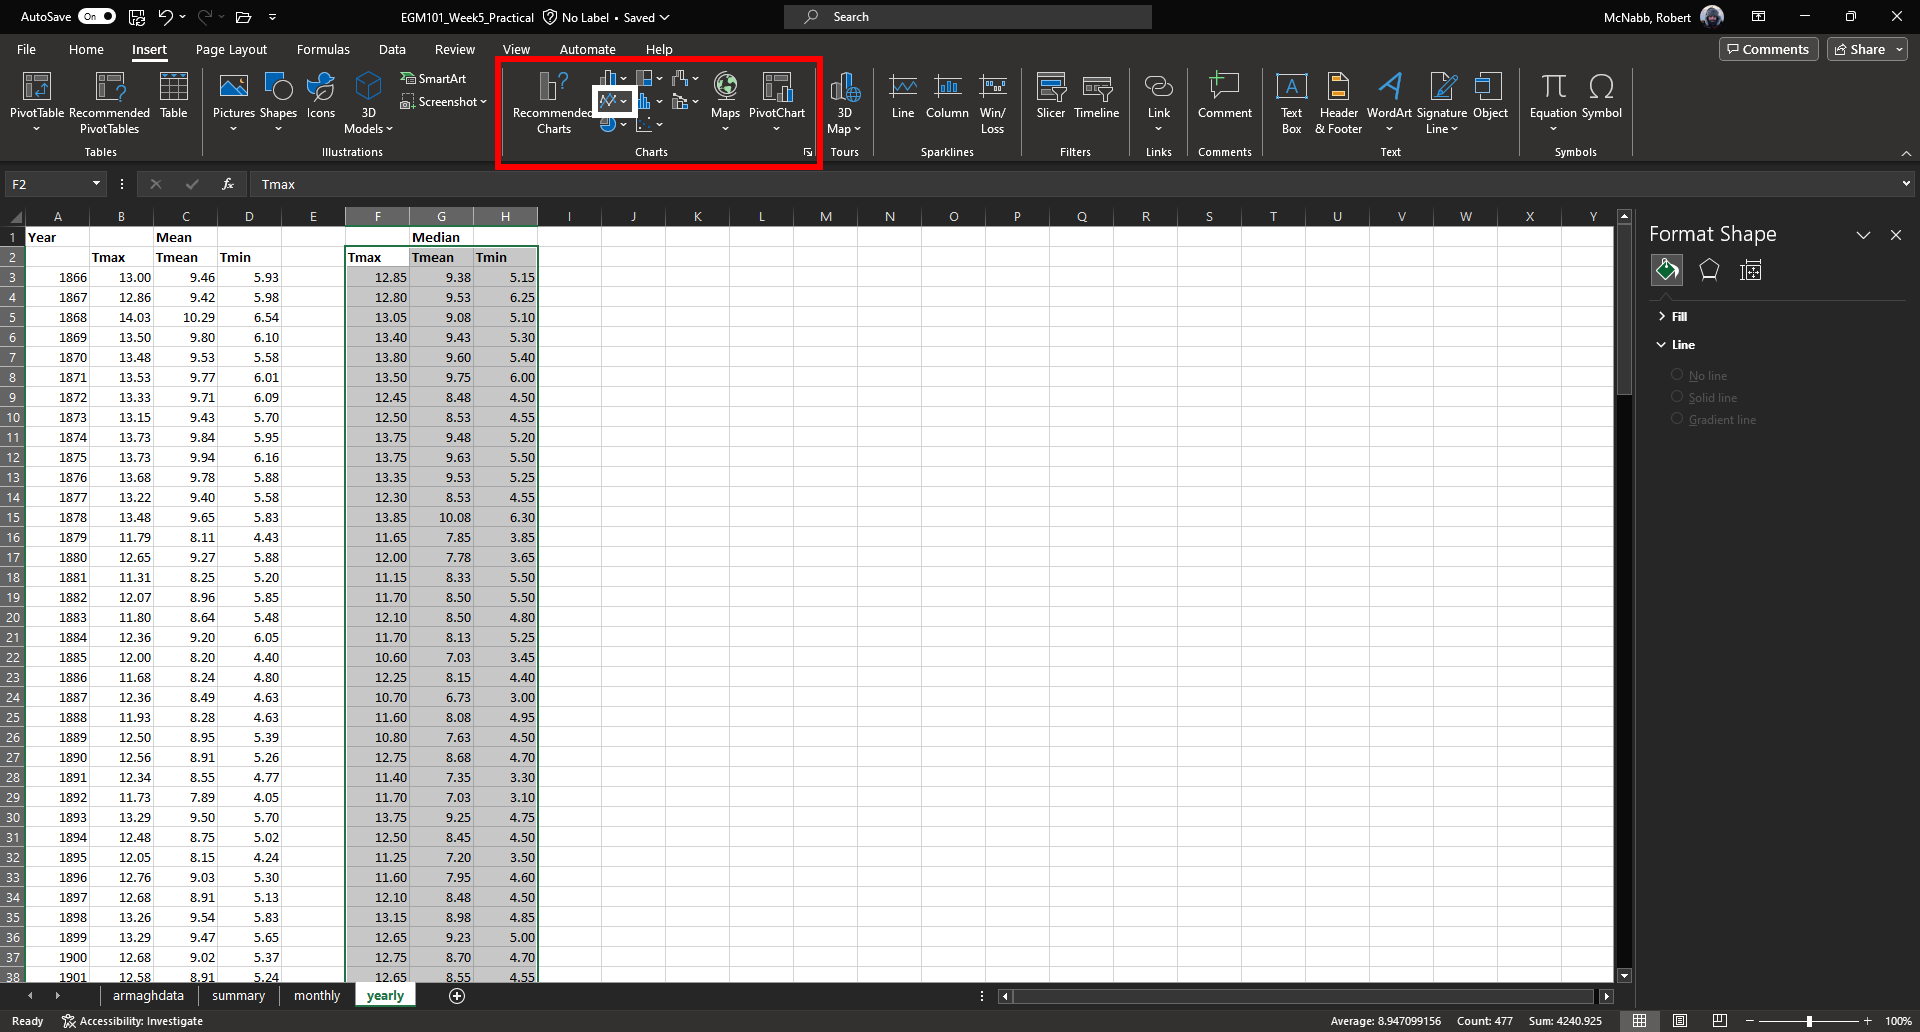 AutoSave On EGM101_Week5_Practical No Label • Saved Search McNabb, Robert
File Home Insert Page Layout Formulas Data Review View Automate Help Comments Share
PivotTable Recommended PivotTables Table Pictures Shapes Icons 3D Models SmartArt Screenshot Recommended Charts Maps PivotChart 3D Map Line Column Win/Loss Slicer Timeline Link Comment Text Box Header & Footer WordArt Signature Line Object Equation Symbol
Tables Illustrations Charts Tours Sparklines Filters Links Comments Text Symbols
F2 fx Tmax
A B C D E F G H I J K L M N O P Q R S T U V W X Y
1 Year Mean Median
2 Tmax Tmean Tmin Tmax Tmean Tmin
3 1866 13.00 9.46 5.93 12.85 9.38 5.15
4 1867 12.86 9.42 5.98 12.80 9.53 6.25
5 1868 14.03 10.29 6.54 13.05 9.08 5.10
6 1869 13.50 9.80 6.10 13.40 9.43 5.30
7 1870 13.48 9.53 5.58 13.80 9.60 5.40
8 1871 13.53 9.77 6.01 13.50 9.75 6.00
9 1872 13.33 9.71 6.09 12.45 8.48 4.50
10 1873 13.15 9.43 5.70 12.50 8.53 4.55
11 1874 13.73 9.84 5.95 13.75 9.48 5.20
12 1875 13.73 9.94 6.16 13.75 9.63 5.50
13 1876 13.68 9.78 5.88 13.35 9.53 5.25
14 1877 13.22 9.40 5.58 12.30 8.53 4.55
15 1878 13.48 9.65 5.83 13.85 10.08 6.30
16 1879 11.79 8.11 4.43 11.65 7.85 3.85
17 1880 12.65 9.27 5.88 12.00 7.78 3.65
18 1881 11.31 8.25 5.20 11.15 8.33 5.50
19 1882 12.07 8.96 5.85 11.70 8.50 5.50
20 1883 11.80 8.64 5.48 12.10 8.50 4.80
21 1884 12.36 9.20 6.05 11.70 8.13 5.25
22 1885 12.00 8.20 4.40 10.60 7.03 3.45
23 1886 11.68 8.24 4.80 12.25 8.15 4.40
24 1887 12.36 8.49 4.63 10.70 6.73 3.00
25 1888 11.93 8.28 4.63 11.60 8.08 4.95
26 1889 12.50 8.95 5.39 10.80 7.63 4.50
27 1890 12.56 8.91 5.26 12.75 8.68 4.70
28 1891 12.34 8.55 4.77 11.40 7.35 3.30
29 1892 11.73 7.89 4.05 11.70 7.03 3.10
30 1893 13.29 9.50 5.70 13.75 9.25 4.75
31 1894 12.48 8.75 5.02 12.50 8.45 4.50
32 1895 12.05 8.15 4.24 11.25 7.20 3.50
33 1896 12.76 9.03 5.30 11.60 7.95 4.60
34 1897 12.68 8.91 5.13 12.10 8.48 4.50
35 1898 13.26 9.54 5.83 13.15 8.98 4.85
36 1899 13.29 9.47 5.65 12.65 9.23 5.00
37 1900 12.68 9.02 5.37 12.75 8.70 4.70
38 1901 12.58 8.91 5.24 12.65 8.55 4.55
Format Shape
Fill
Line
No line
Solid line
Gradient line
armaghdata summary monthly yearly
Ready Accessibility: Investigate Average: 8.947099156 Count: 477 Sum: 4240.925 100%